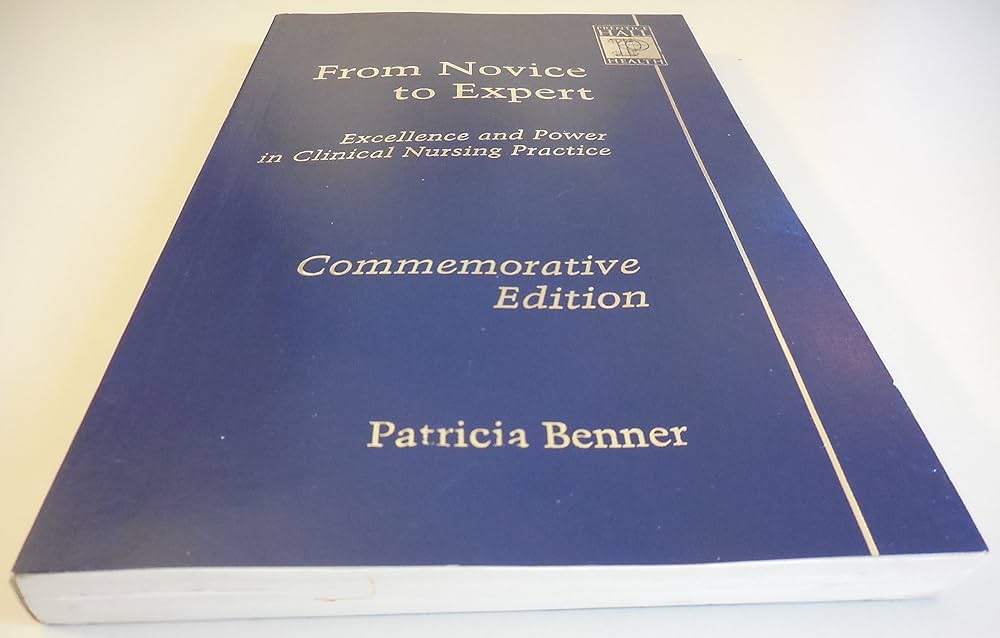 PRENTICE
HALL
HEALTH
From Novice
to Expert
Excellence and Power
in Clinical Nursing Practice
Commemorative
Edition
Patricia Benner